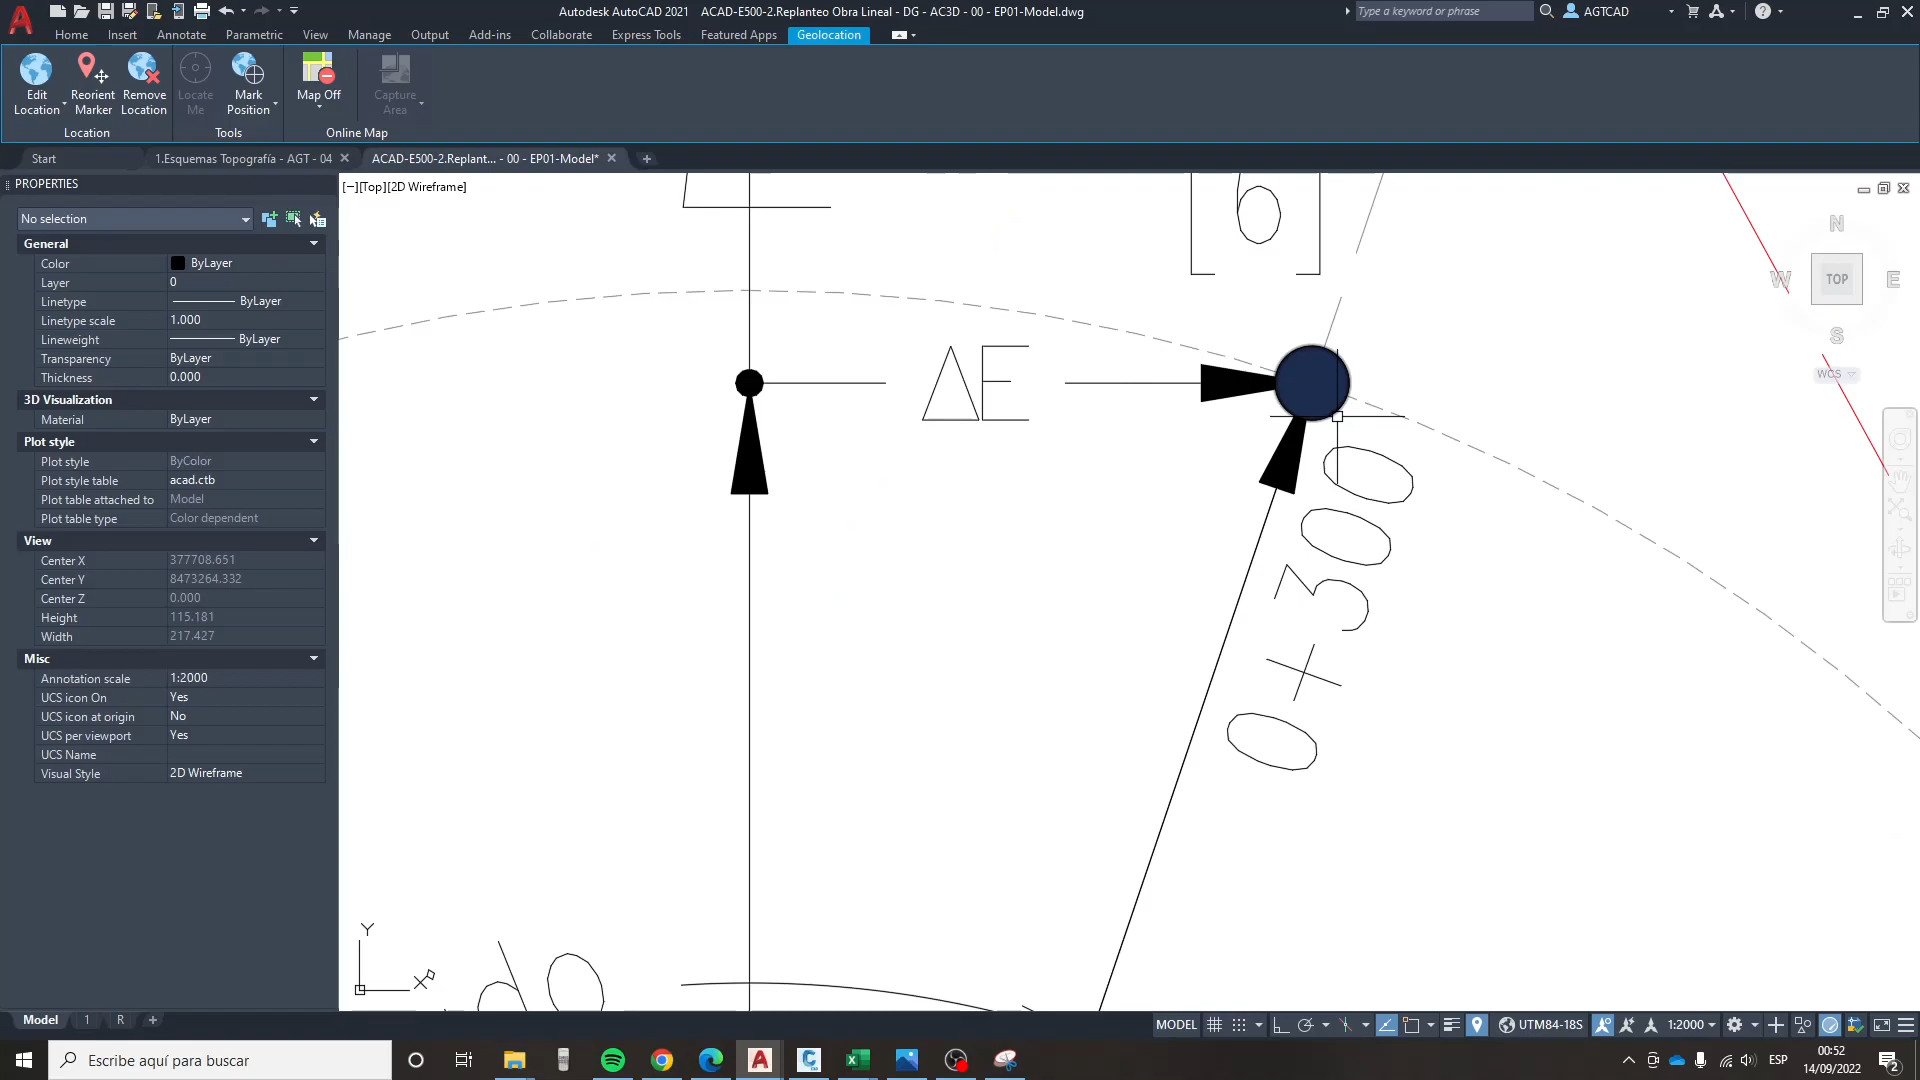 Autodesk AutoCAD 2021 ACAD-E500-2.Replanteo Obra Lineal - DG - AC3D - 00 - EP01-Model.dwg
Type a keyword or phrase
AGTCAD
Home Insert Annotate Parametric View Manage Output Add-ins Collaborate Express Tools Featured Apps Geolocation
Edit Location
Reorient Marker
Remove Location
Locate Me
Mark Position
Map Off
Capture Area
Location Tools Online Map
Start
1.Esquemas Topografía - AGT - 04
ACAD-E500-2.Replant... - 00 - EP01-Model*
PROPERTIES
[−][Top][2D Wireframe]
No selection
General
Color ByLayer
Layer 0
Linetype ByLayer
Linetype scale 1.000
Lineweight ByLayer
Transparency ByLayer
Thickness 0.000
3D Visualization
Material ByLayer
Plot style
Plot style ByColor
Plot style table acad.ctb
Plot table attached to Model
Plot table type Color dependent
View
Center X 377708.651
Center Y 8473264.332
Center Z 0.000
Height 115.181
Width 217.427
Misc
Annotation scale 1:2000
UCS icon On Yes
UCS icon at origin No
UCS per viewport Yes
UCS Name
Visual Style 2D Wireframe
N
W TOP E
S
WCS
ΔE
0+300
Y
X
Model 1 R
MODEL UTM84-18S 1:2000
Escribe aquí para buscar
ESP
00:52
14/09/2022
2